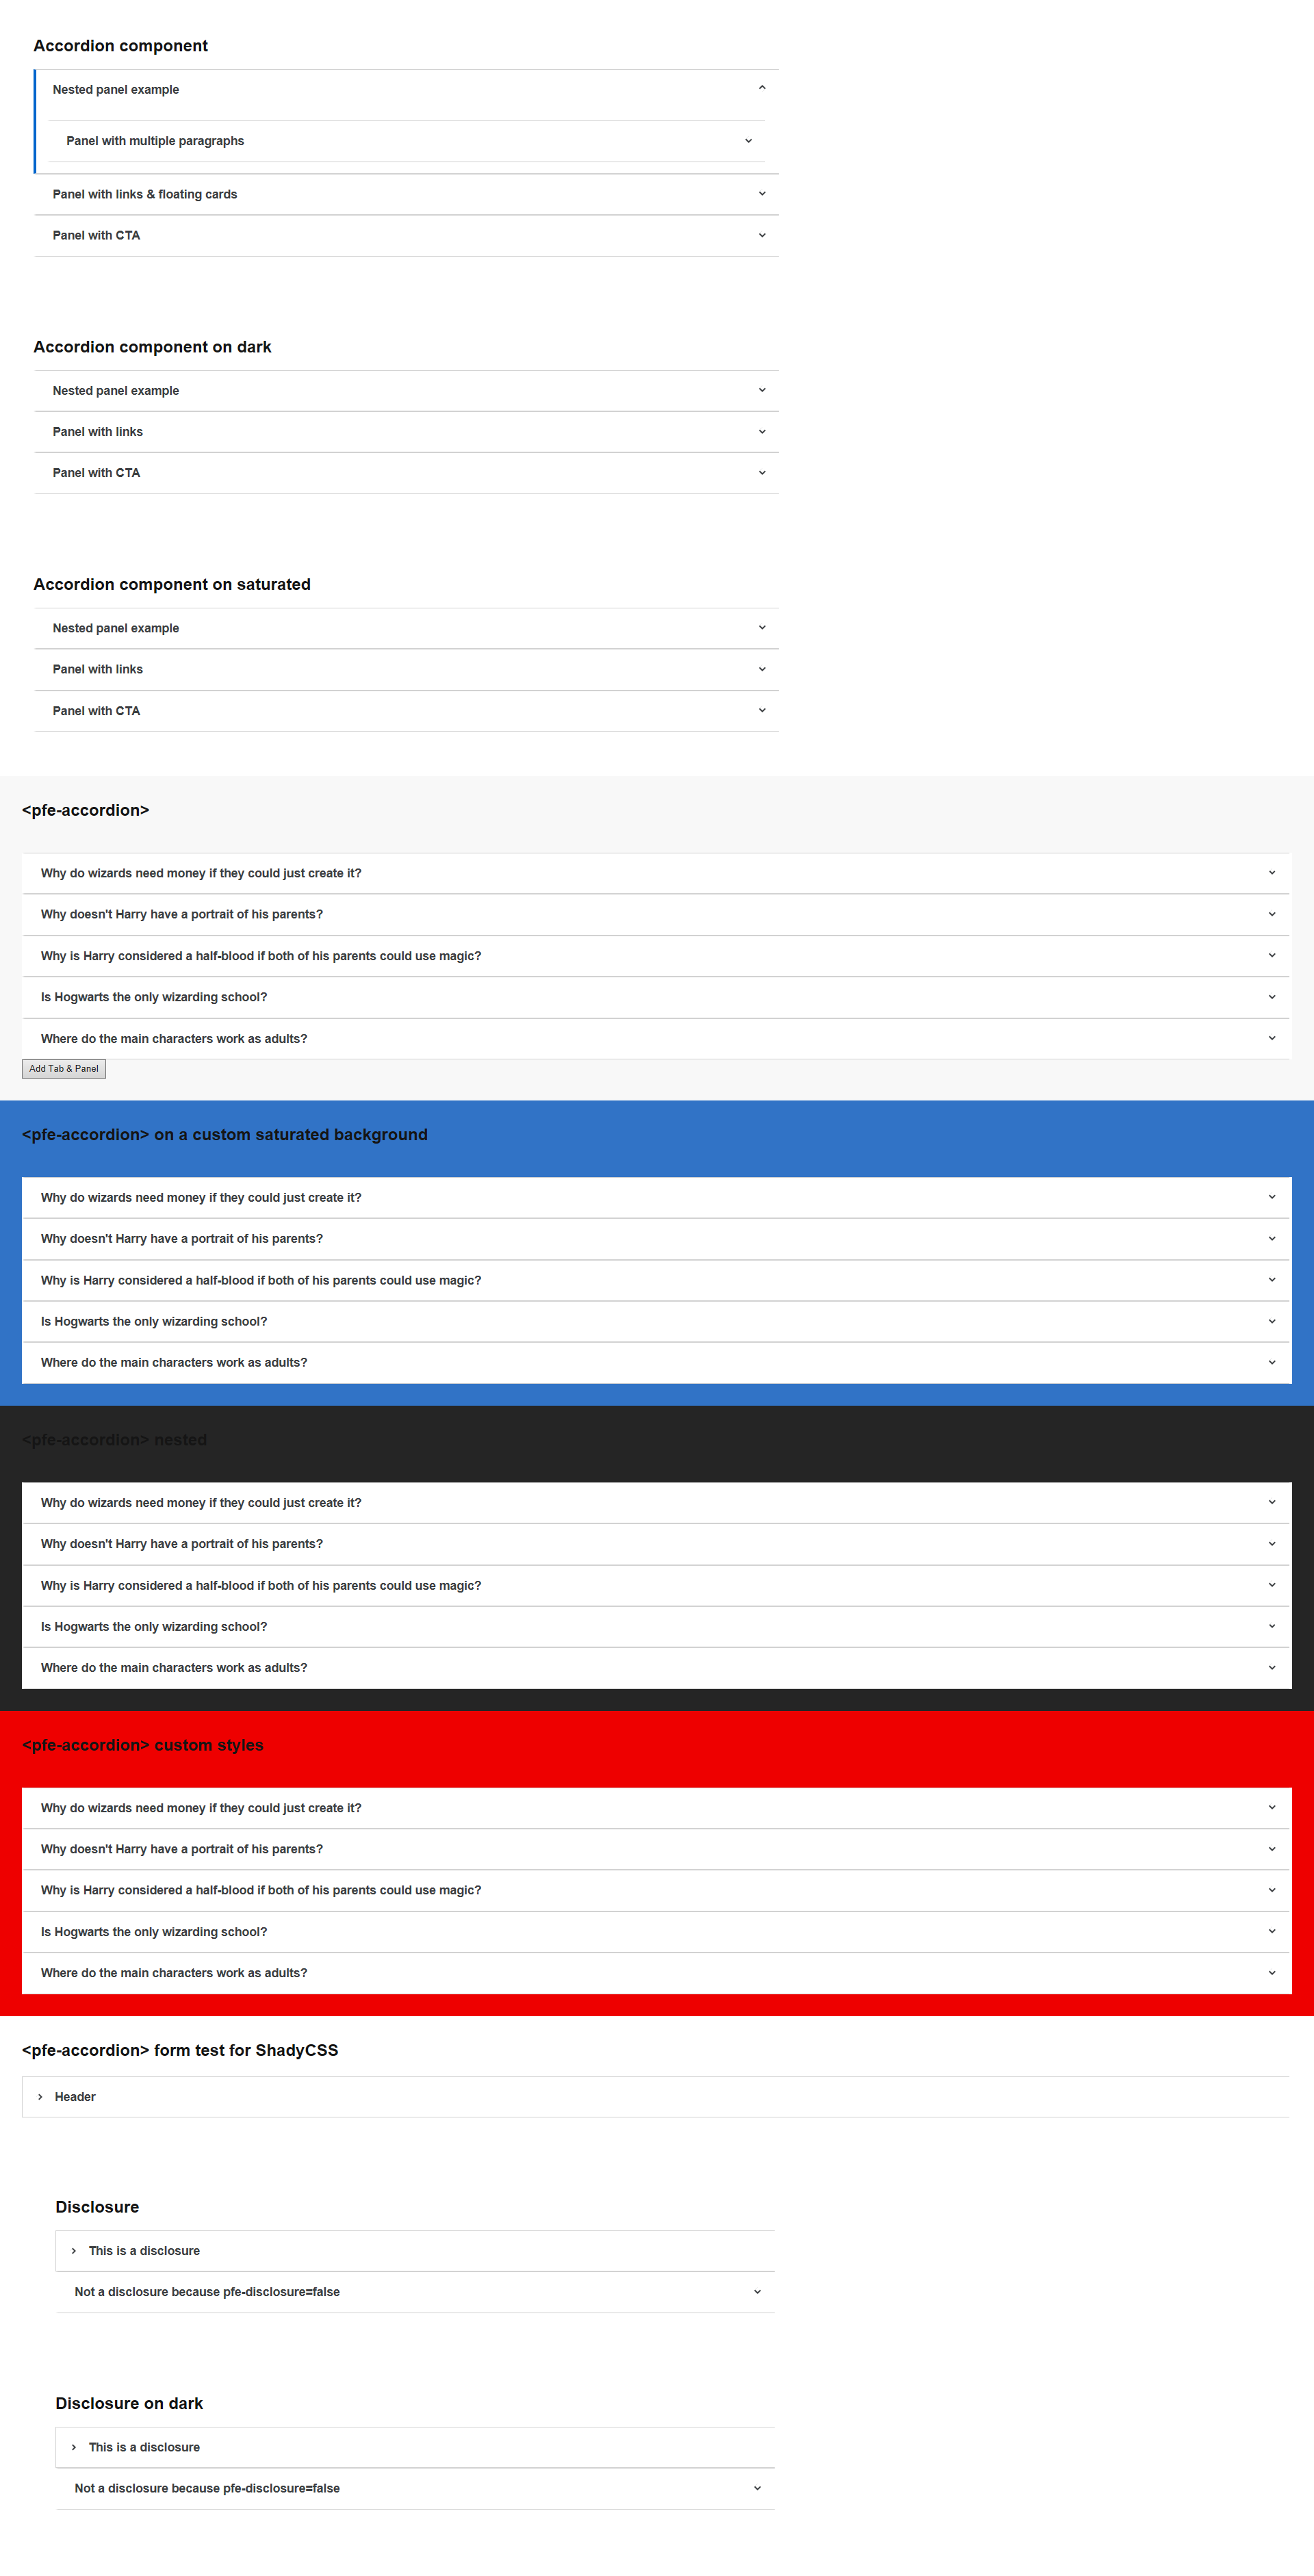 Accordion component
Nested panel example
Panel with multiple paragraphs
Panel with links & floating cards
Panel with CTA
Accordion component on dark
Nested panel example
Panel with links
Panel with CTA
Accordion component on saturated
Nested panel example
Panel with links
Panel with CTA
<pfe-accordion>
Why do wizards need money if they could just create it?
Why doesn't Harry have a portrait of his parents?
Why is Harry considered a half-blood if both of his parents could use magic?
Is Hogwarts the only wizarding school?
Where do the main characters work as adults?
Add Tab & Panel
<pfe-accordion> on a custom saturated background
Why do wizards need money if they could just create it?
Why doesn't Harry have a portrait of his parents?
Why is Harry considered a half-blood if both of his parents could use magic?
Is Hogwarts the only wizarding school?
Where do the main characters work as adults?
<pfe-accordion> nested
Why do wizards need money if they could just create it?
Why doesn't Harry have a portrait of his parents?
Why is Harry considered a half-blood if both of his parents could use magic?
Is Hogwarts the only wizarding school?
Where do the main characters work as adults?
<pfe-accordion> custom styles
Why do wizards need money if they could just create it?
Why doesn't Harry have a portrait of his parents?
Why is Harry considered a half-blood if both of his parents could use magic?
Is Hogwarts the only wizarding school?
Where do the main characters work as adults?
<pfe-accordion> form test for ShadyCSS
Header
Disclosure
This is a disclosure
Not a disclosure because pfe-disclosure=false
Disclosure on dark
This is a disclosure
Not a disclosure because pfe-disclosure=false